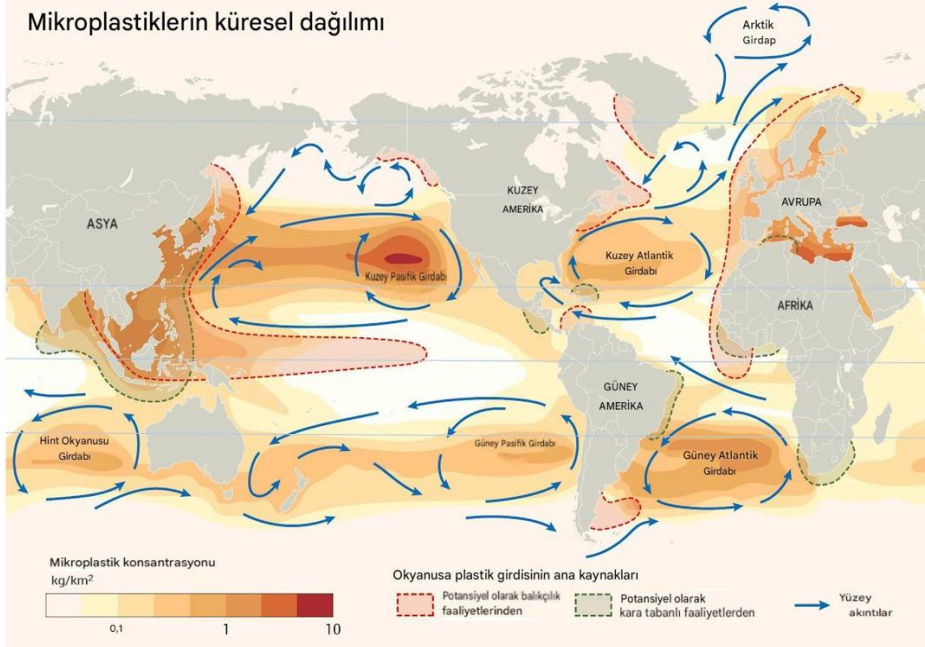 Mikroplastiklerin küresel dağılımı
Arktik
Girdap
ASYA
KUZEY
AMERİKA
AVRUPA
Kuzey Pasifik Girdabı
Kuzey Atlantik
Girdabı
AFRİKA
GÜNEY
AMERİKA
Hint Okyanusu
Girdabı
Güney Pasifik Girdabı
Güney Atlantik
Girdabı
Mikroplastik konsantrasyonu
kg/km²
0,1
1
10
Okyanusa plastik girdisinin ana kaynakları
Potansiyel olarak balıkçılık
faaliyetlerinden
Potansiyel olarak
kara tabanlı faaliyetlerden
Yüzey
akıntılar